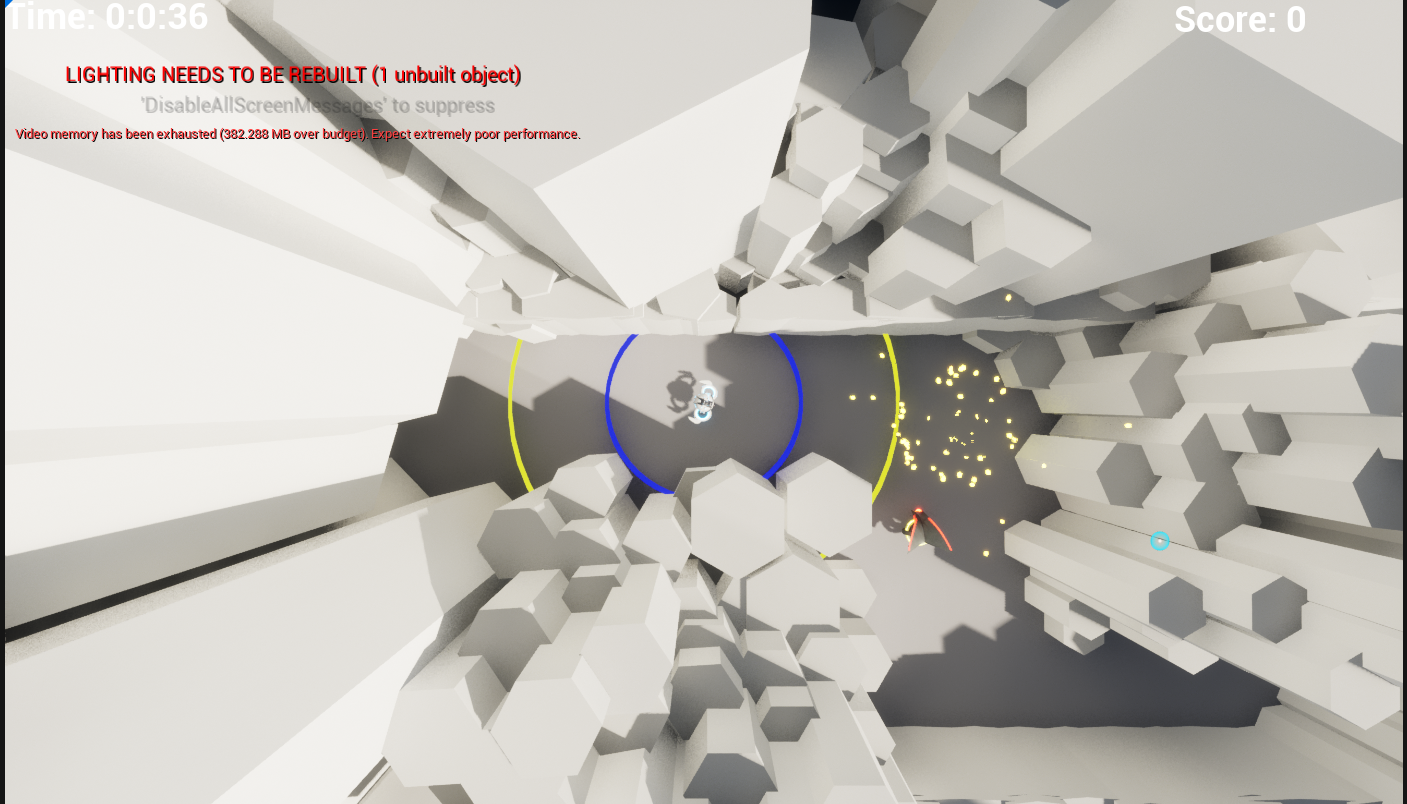 Time: 0:0:36
Score: 0
LIGHTING NEEDS TO BE REBUILT (1 unbuilt object)
'DisableAllScreenMessages' to suppress
Video memory has been exhausted (382.288 MB over budget). Expect extremely poor performance.